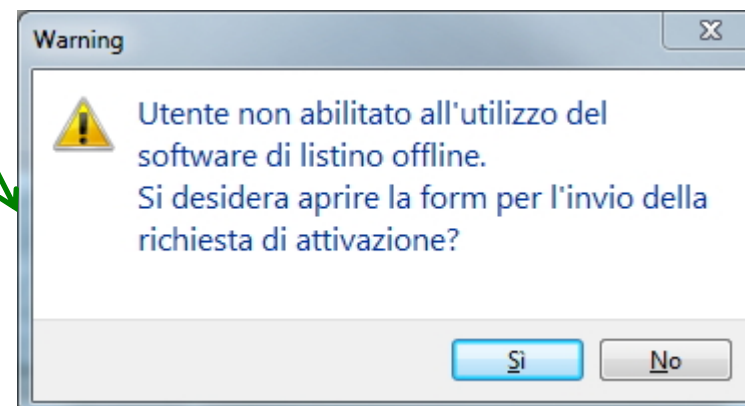 Warning
Utente non abilitato all'utilizzo del
software di listino offline.
Si desidera aprire la form per l'invio della
richiesta di attivazione?
Sì
No